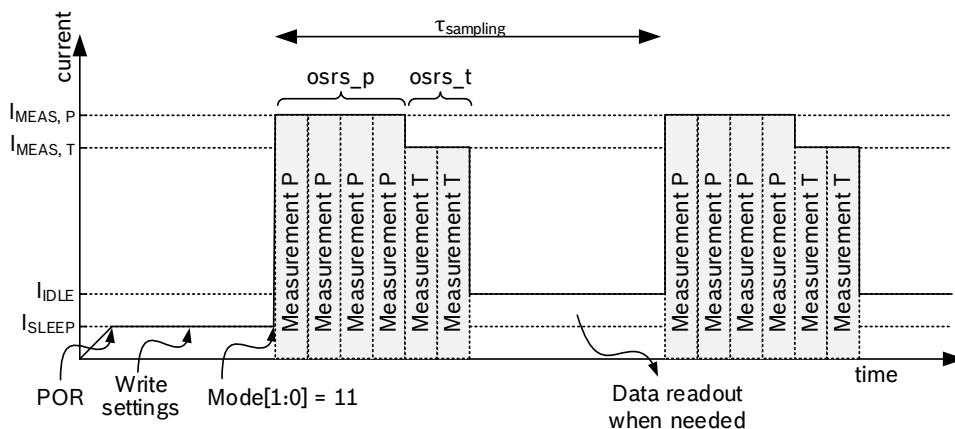 τsampling
current
osrs_p
osrs_t
IMEAS, P
IMEAS, T
Measurement P
Measurement P
Measurement P
Measurement P
Measurement T
Measurement T
Measurement P
Measurement P
Measurement P
Measurement P
Measurement T
Measurement T
IIDLE
ISLEEP
time
POR
Write
settings
Mode[1:0] = 11
Data readout
when needed